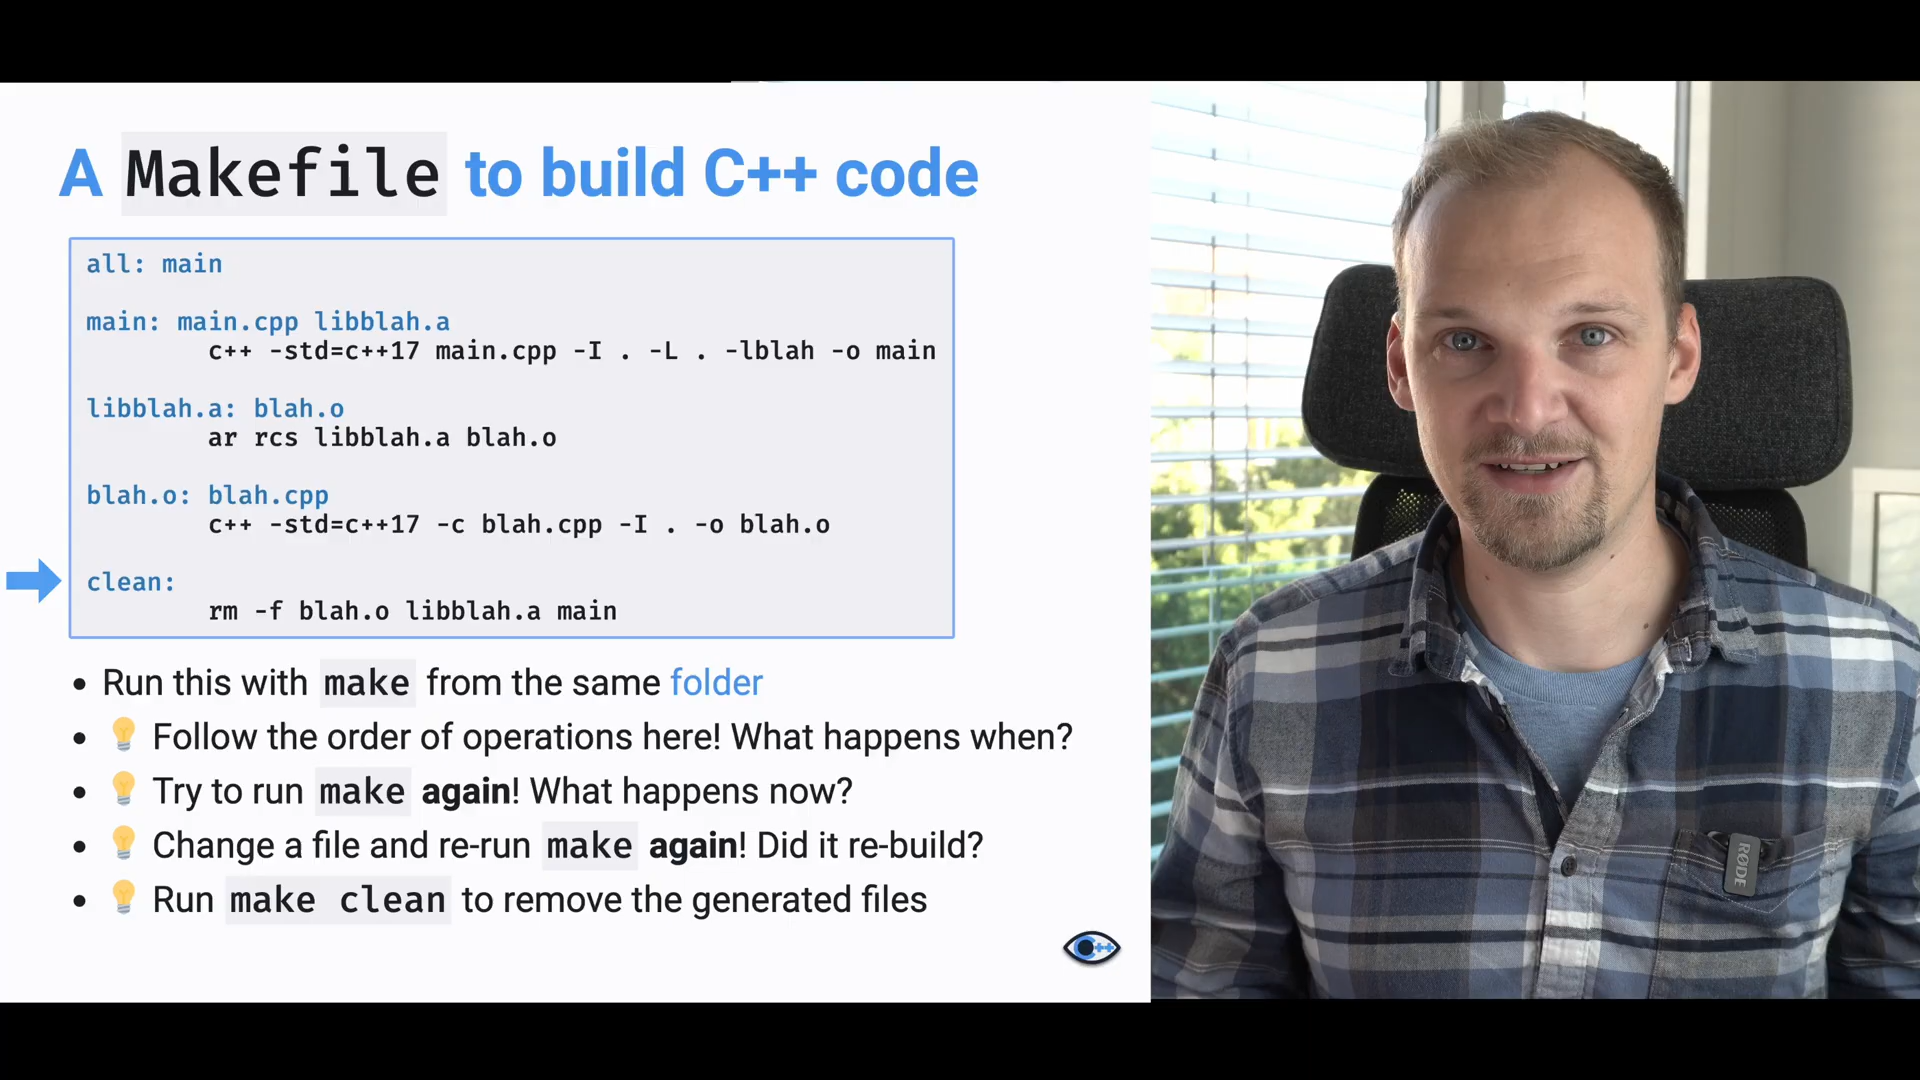 A Makefile to build C++ code
all: main
main: main.cpp libblah.a
c++ -std=c++17 main.cpp -I . -L . -lblah -o main
libblah.a: blah.o
ar rcs libblah.a blah.o
blah.o: blah.cpp
c++ -std=c++17 -c blah.cpp -I . -o blah.o
clean:
rm -f blah.o libblah.a main
• Run this with make from the same folder
• 💡 Follow the order of operations here! What happens when?
• 💡 Try to run make again! What happens now?
• 💡 Change a file and re-run make again! Did it re-build?
• 💡 Run make clean to remove the generated files
C++
RØDE